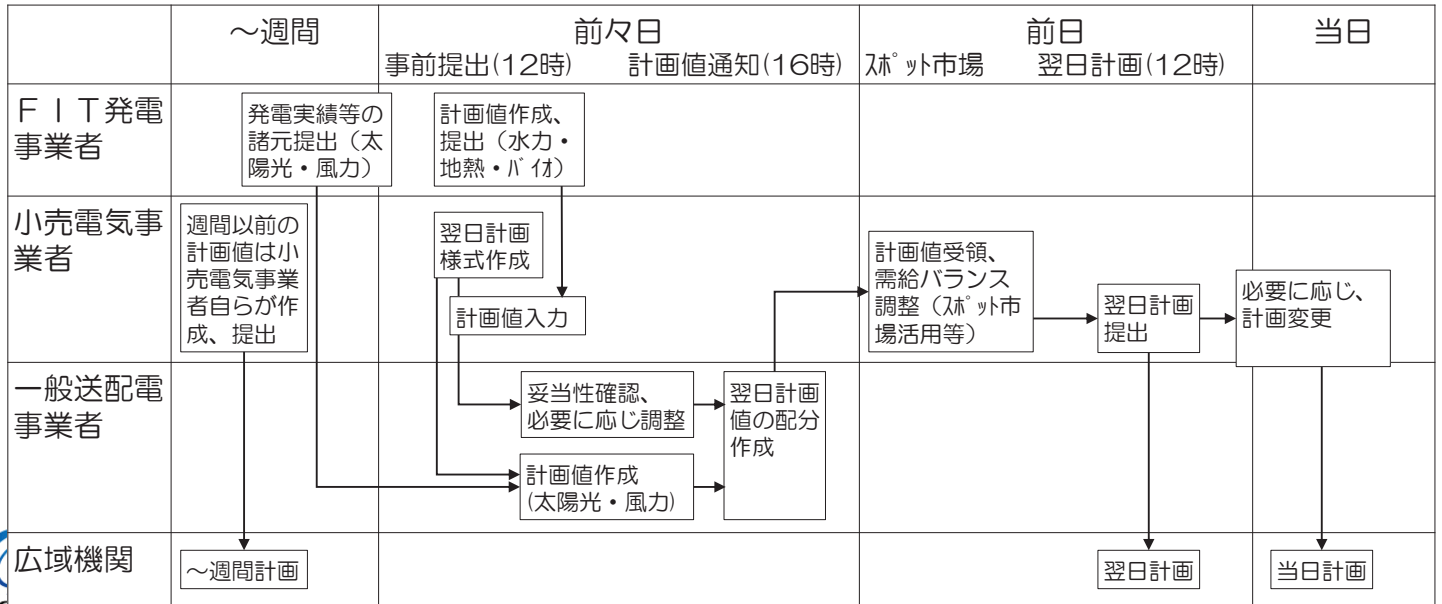 ～週間
前々日
前日
当日
事前提出(12時)
計画値通知(16時)
ｽﾎﾟｯﾄ市場
翌日計画(12時)
ＦＩＴ発電
事業者
発電実績等の
諸元提出（太
陽光・風力）
計画値作成、
提出（水力・
地熱・ﾊﾞｲｵ）
小売電気事
業者
週間以前の
計画値は小
売電気事業
者自らが作
成、提出
翌日計画
様式作成
計画値入力
計画値受領、
需給バランス
調整（ｽﾎﾟｯﾄ市
場活用等）
翌日計画
提出
必要に応じ、
計画変更
一般送配電
事業者
妥当性確認、
必要に応じ調整
翌日計画
値の配分
作成
計画値作成
(太陽光・風力)
広域機関
～週間計画
翌日計画
当日計画